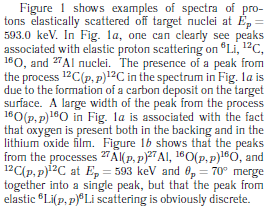 Figure 1 shows examples of spectra of pro-
tons elastically scattered off target nuclei at Eₚ =
593.0 keV. In Fig. 1a, one can clearly see peaks
associated with elastic proton scattering on ⁶Li, ¹²C,
¹⁶O, and ²⁷Al nuclei. The presence of a peak from
the process ¹²C(p, p)¹²C in the spectrum in Fig. 1a is
due to the formation of a carbon deposit on the target
surface. A large width of the peak from the process
¹⁶O(p, p)¹⁶O in Fig. 1a is associated with the fact
that oxygen is present both in the backing and in the
lithium oxide film. Figure 1b shows that the peaks
from the processes ²⁷Al(p, p)²⁷Al, ¹⁶O(p, p)¹⁶O, and
¹²C(p, p)¹²C at Eₚ = 593 keV and θₚ = 70° merge
together into a single peak, but that the peak from
elastic ⁶Li(p, p)⁶Li scattering is obviously discrete.